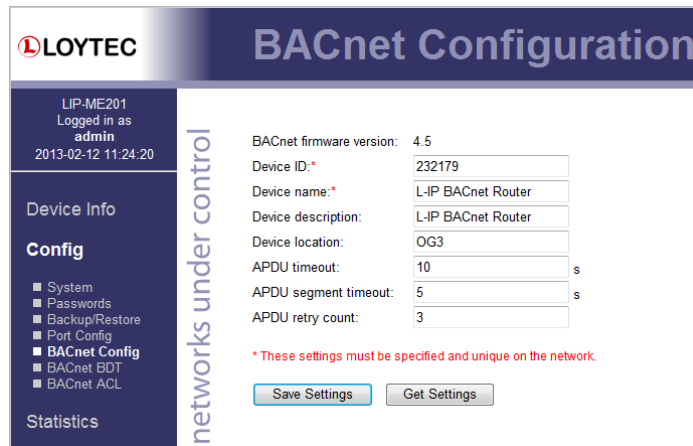 LOYTEC
BACnet Configuration
LIP-ME201
Logged in as
admin
2013-02-12 11:24:20
Device Info
Config
System
Passwords
Backup/Restore
Port Config
BACnet Config
BACnet BDT
BACnet ACL
Statistics
networks under control
BACnet firmware version: 4.5
Device ID:* 232179
Device name:* L-IP BACnet Router
Device description: L-IP BACnet Router
Device location: OG3
APDU timeout: 10 s
APDU segment timeout: 5 s
APDU retry count: 3
* These settings must be specified and unique on the network.
Save Settings Get Settings